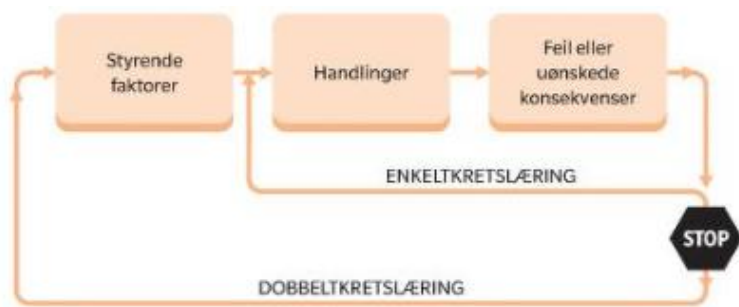 Styrende
faktorer
Handlinger
Feil eller
uønskede
konsekvenser
ENKELTKRETSLÆRING
STOP
DOBBELTKRETSLÆRING